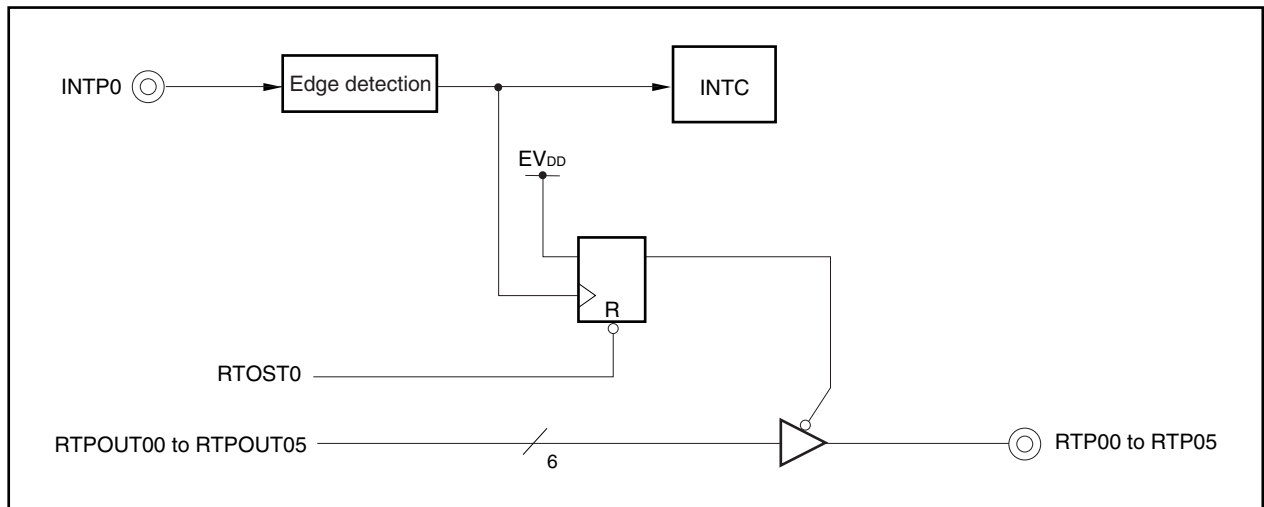 INTP0
Edge detection
INTC
EVDD
R
RTOST0
RTPOUT00 to RTPOUT05
6
RTP00 to RTP05